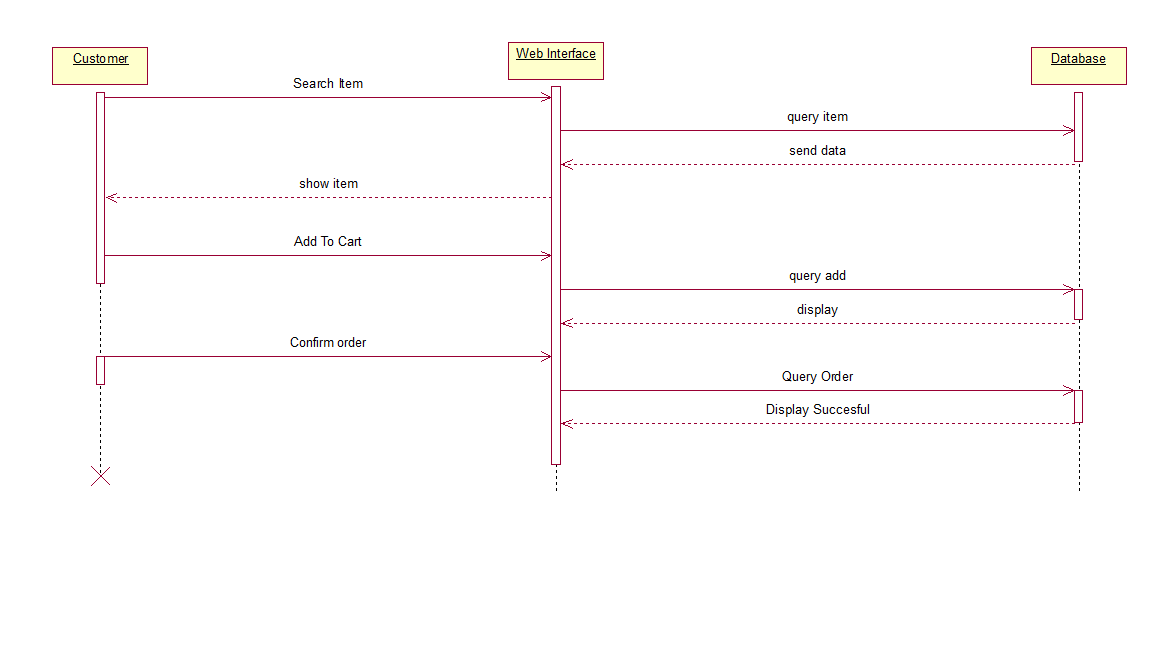 Customer
Web Interface
Database
Search Item
query item
send data
show item
Add To Cart
query add
display
Confirm order
Query Order
Display Succesful